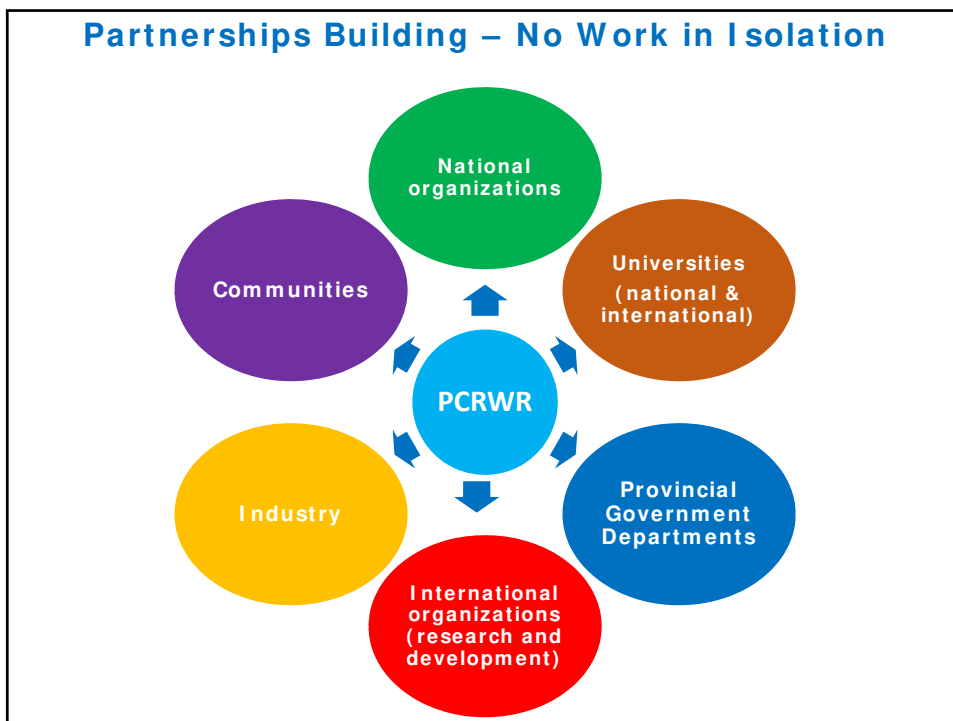 Partnerships Building – No Work in Isolation
National
organizations
Universities
(national &
international)
Communities
PCRWR
Provincial
Government
Departments
Industry
International
organizations
(research and
development)